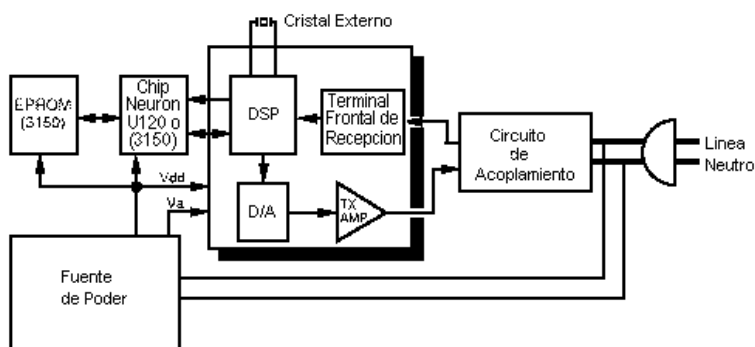 Cristal Externo
EPROM
(3150)
Chip
Neuron
U120 o
(3150)
DSP
Terminal
Frontal de
Recepcion
Circuito
de
Acoplamiento
Linea
Neutro
Vdd
Va
D/A
TX
AMP
Fuente
de Poder